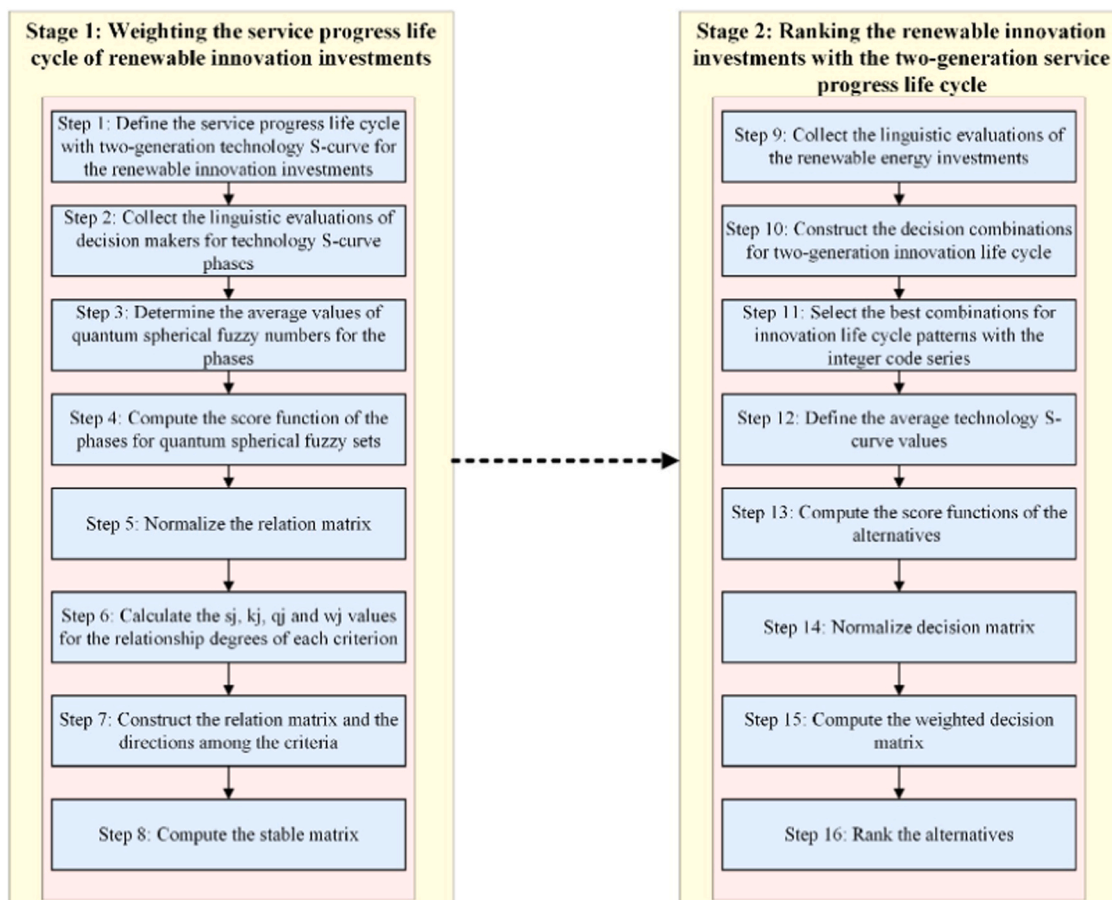 Stage 1: Weighting the service progress life
cycle of renewable innovation investments
Step 1: Define the service progress life cycle
with two-generation technology S-curve for
the renewable innovation investments
Step 2: Collect the linguistic evaluations of
decision makers for technology S-curve
phases
Step 3: Determine the average values of
quantum spherical fuzzy numbers for the
phases
Step 4: Compute the score function of the
phases for quantum spherical fuzzy sets
Step 5: Normalize the relation matrix
Step 6: Calculate the sj, kj, qj and wj values
for the relationship degrees of each criterion
Step 7: Construct the relation matrix and the
directions among the criteria
Step 8: Compute the stable matrix
Stage 2: Ranking the renewable innovation
investments with the two-generation service
progress life cycle
Step 9: Collect the linguistic evaluations of
the renewable energy investments
Step 10: Construct the decision combinations
for two-generation innovation life cycle
Step 11: Select the best combinations for
innovation life cycle patterns with the
integer code series
Step 12: Define the average technology S-
curve values
Step 13: Compute the score functions of the
alternatives
Step 14: Normalize decision matrix
Step 15: Compute the weighted decision
matrix
Step 16: Rank the alternatives